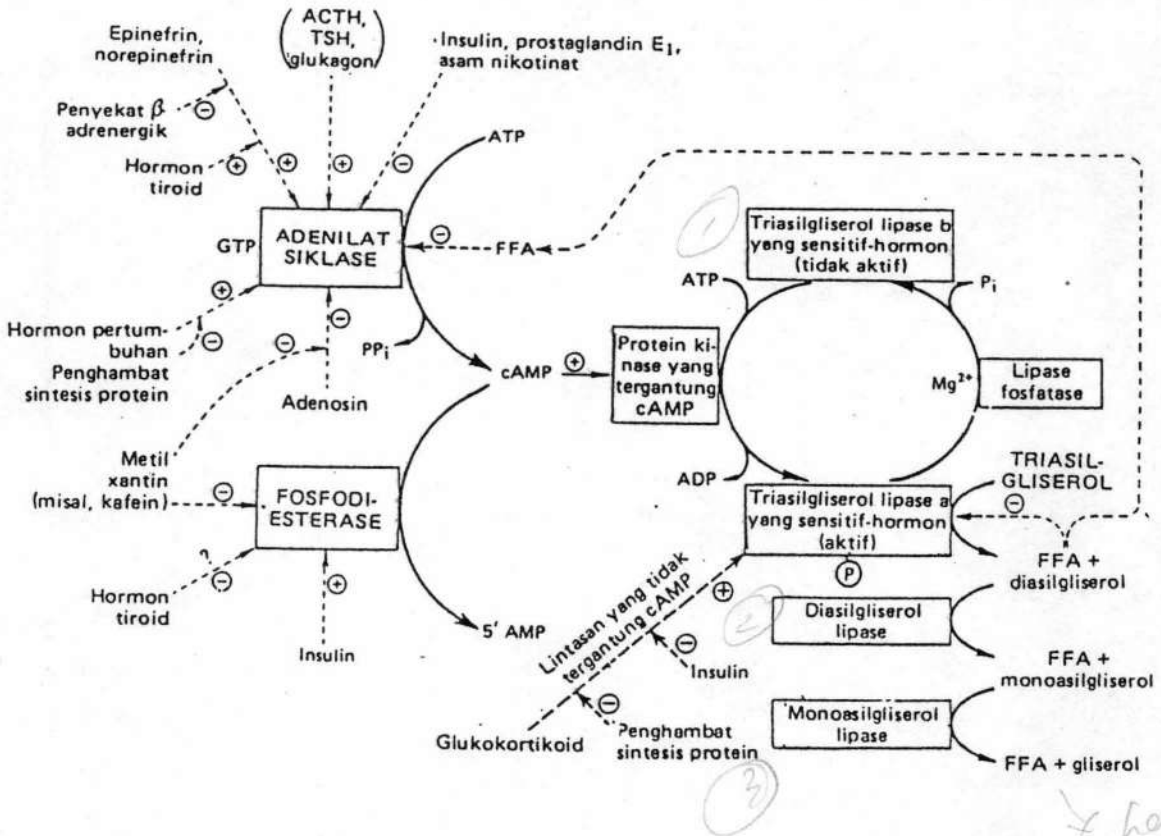 Epinefrin,
norepinefrin
(ACTH,
TSH,
glukagon)
Insulin, prostaglandin E1,
asam nikotinat
Penyekat β
adrenergik
⊖
Hormon
tiroid
⊕
⊕
⊕
⊖
ATP
GTP
ADENILAT
SIKLASE
⊖
FFA
1
Triasilgliserol lipase b
yang sensitif-hormon
(tidak aktif)
ATP
Pi
Hormon pertum-
buhan
⊕
⊖
Penghambat
sintesis protein
⊖
⊖
Adenosin
PPi
cAMP
⊕
Protein ki-
nase yang
tergantung
cAMP
Mg2+
Lipase
fosfatase
Metil
xantin
(misal, kafein)
⊖
FOSFODI-
ESTERASE
ADP
Triasilgliserol lipase a
yang sensitif-hormon
(aktif)
P
TRIASIL-
GLISEROL
⊖
FFA +
diasilgliserol
Hormon
tiroid
?
⊖
⊕
Insulin
5' AMP
Lintasan yang tidak
tergantung cAMP
⊕
2
⊖
Insulin
Diasilgliserol
lipase
FFA +
monoasilgliserol
Glukokortikoid
⊖
Penghambat
sintesis protein
3
Monoasilgliserol
lipase
FFA + gliserol